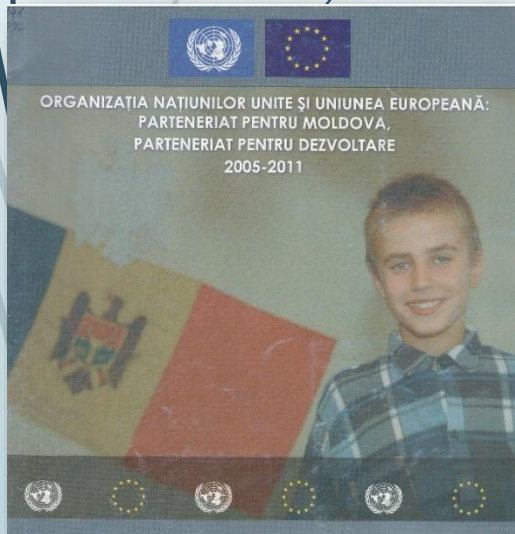 ORGANIZAȚIA NAȚIUNILOR UNITE ȘI UNIUNEA EUROPEANĂ:
PARTENERIAT PENTRU MOLDOVA,
PARTENERIAT PENTRU DEZVOLTARE
2005-2011